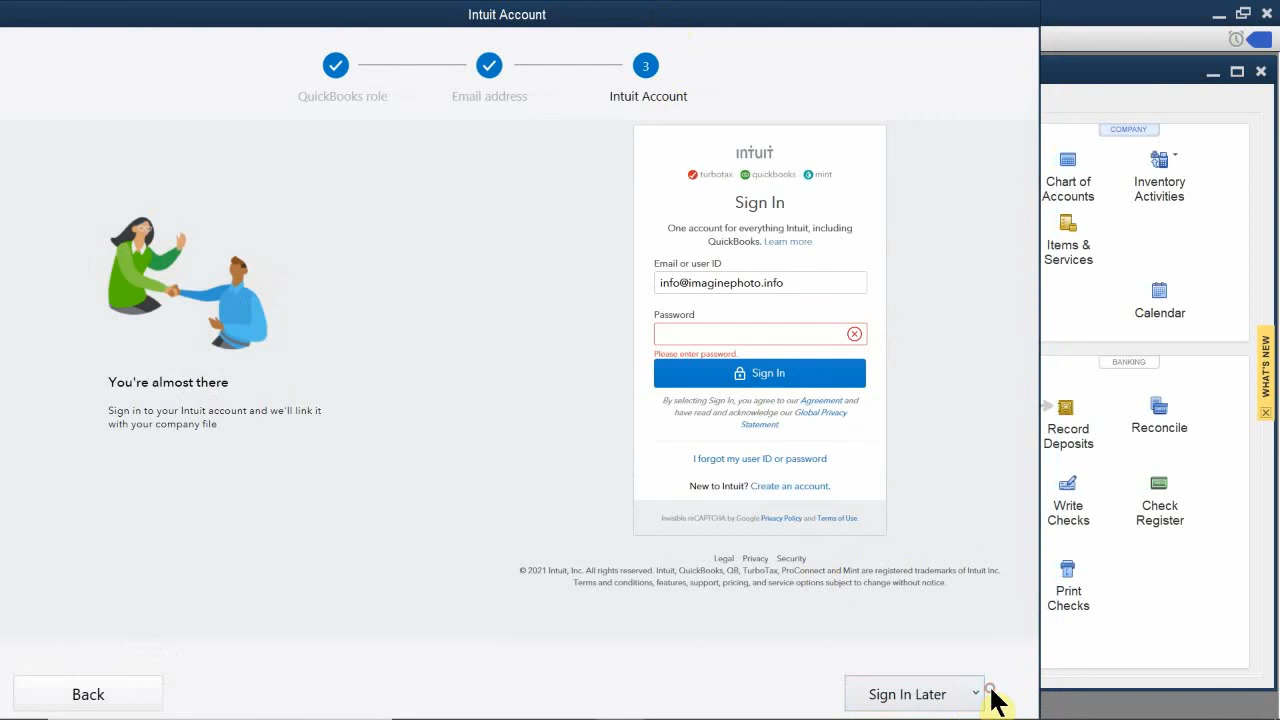 Intuit Account
3
QuickBooks role
Email address
Intuit Account
You're almost there
Sign in to your Intuit account and we'll link it
with your company file
ıntuıt
turbotax quickbooks mint
Sign In
One account for everything Intuit, including
QuickBooks. Learn more
Email or user ID
info@imaginephoto.info
Password
Please enter password.
Sign In
By selecting Sign In, you agree to our Agreement and
have read and acknowledge our Global Privacy
Statement
I forgot my user ID or password
New to Intuit? Create an account.
Invisible reCAPTCHA by Google Privacy Policy and Terms of Use.
Legal Privacy Security
© 2021 Intuit, Inc. All rights reserved. Intuit, QuickBooks, QB, TurboTax, ProConnect and Mint are registered trademarks of Intuit Inc.
Terms and conditions, features, support, pricing, and service options subject to change without notice.
Back
Sign In Later
COMPANY
Chart of
Accounts
Inventory
Activities
Items &
Services
Calendar
BANKING
Record
Deposits
Reconcile
Write
Checks
Check
Register
Print
Checks
WHAT'S NEW